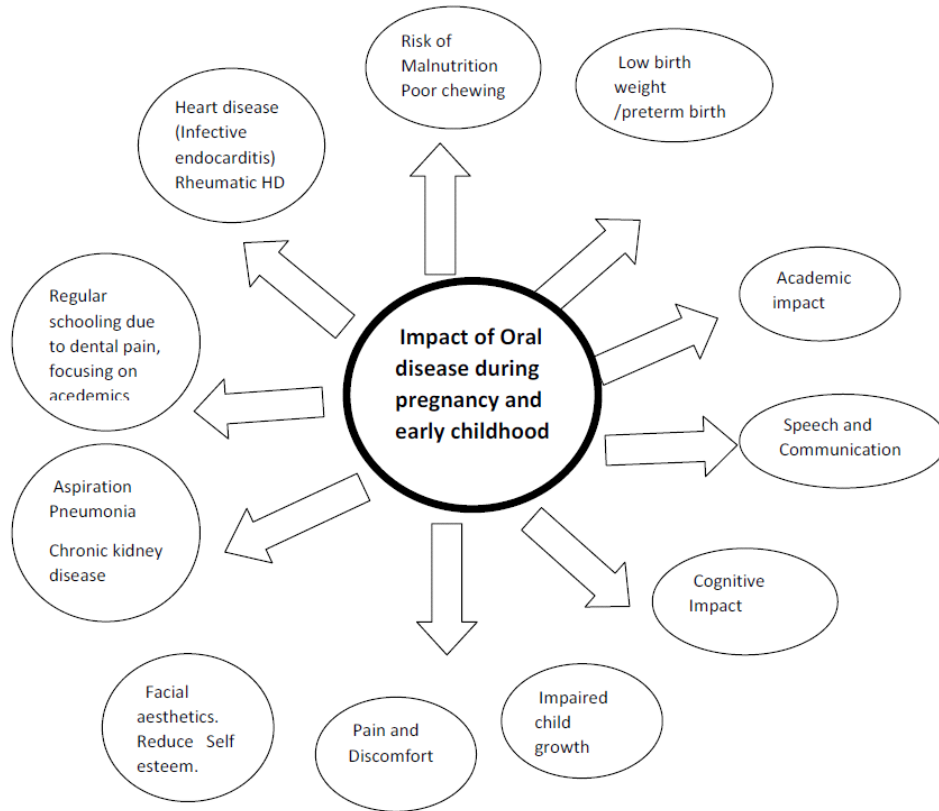 Risk of
Malnutrition
Poor chewing
Low birth
weight
/preterm birth
Heart disease
(Infective
endocarditis)
Rheumatic HD
Academic
impact
Regular
schooling due
to dental pain,
focusing on
acedemics
Impact of Oral
disease during
pregnancy and
early childhood
Speech and
Communication
Aspiration
Pneumonia
Chronic kidney
disease
Cognitive
Impact
Facial
aesthetics.
Reduce Self
esteem.
Pain and
Discomfort
Impaired
child
growth